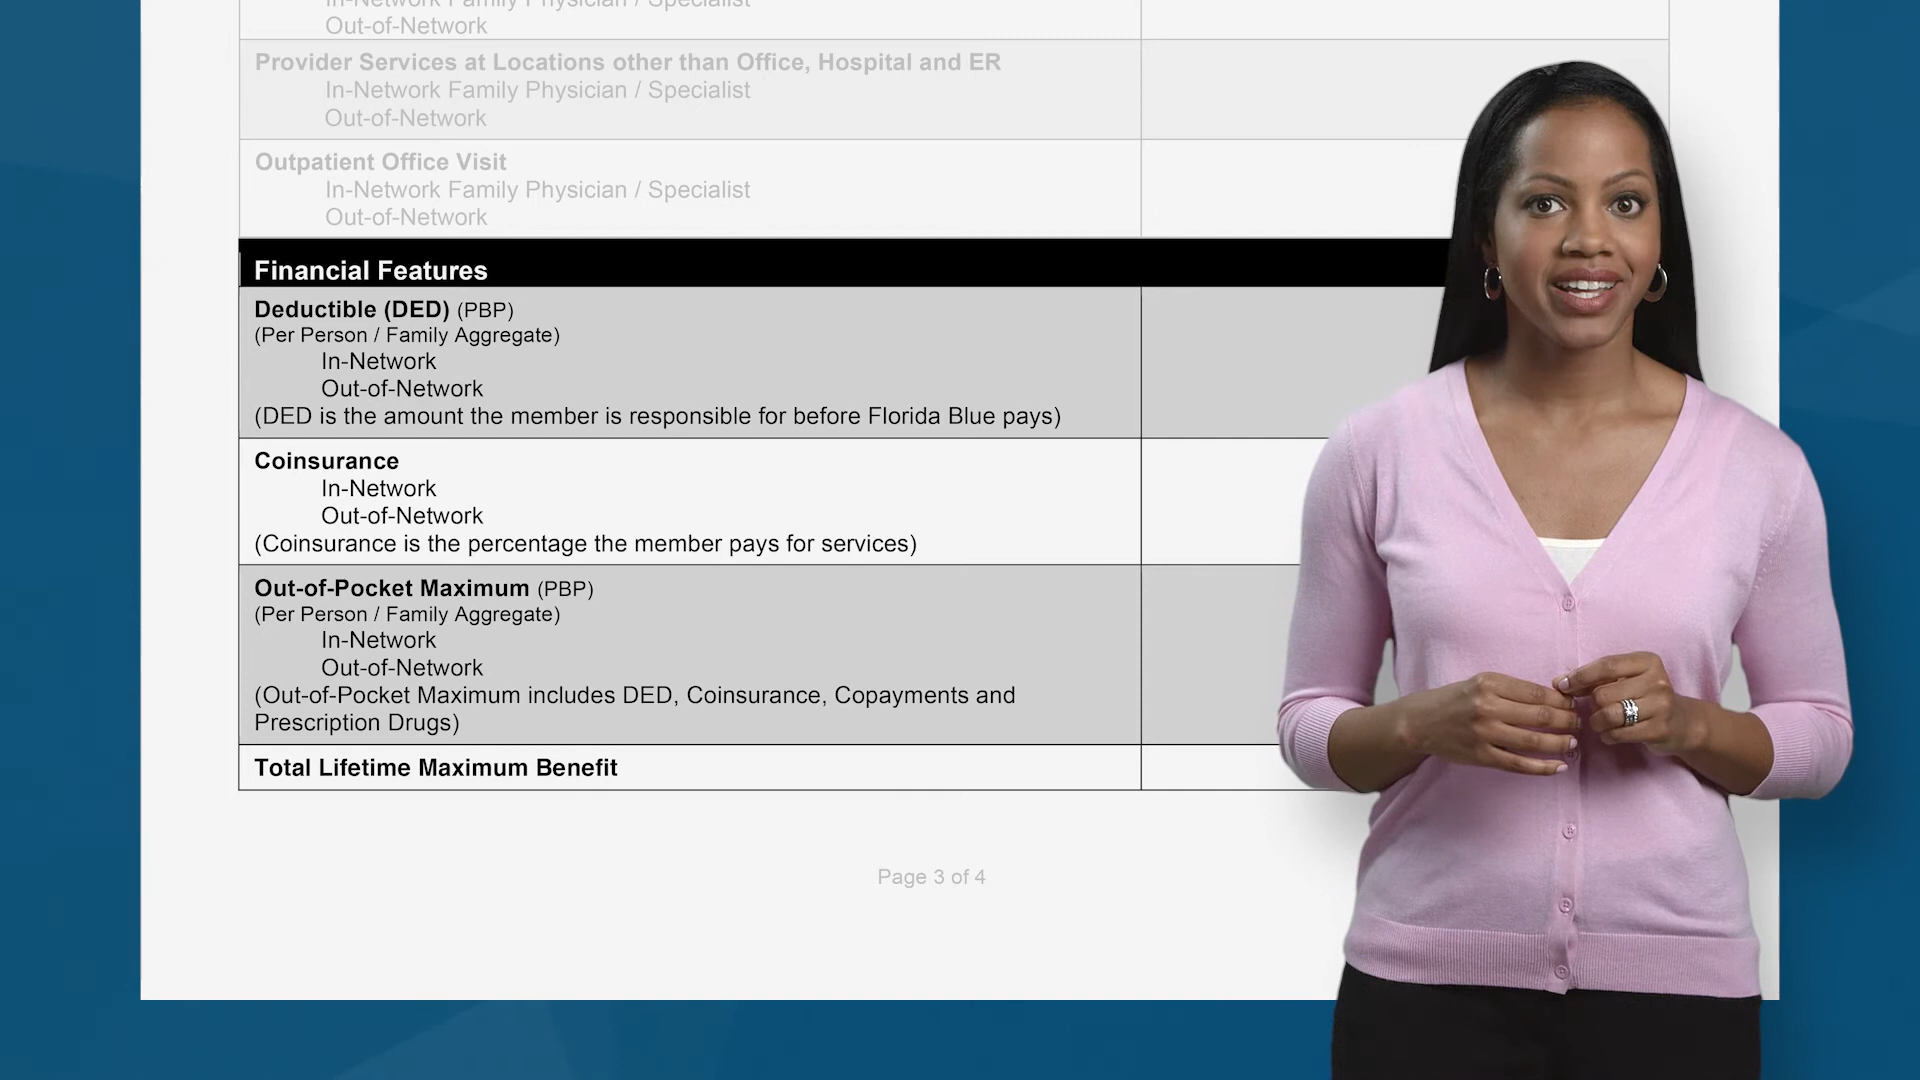 In-Network Family Physician / Specialist
Out-of-Network
Provider Services at Locations other than Office, Hospital and ER
In-Network Family Physician / Specialist
Out-of-Network
Outpatient Office Visit
In-Network Family Physician / Specialist
Out-of-Network
Financial Features
Deductible (DED) (PBP)
(Per Person / Family Aggregate)
In-Network
Out-of-Network
(DED is the amount the member is responsible for before Florida Blue pays)
Coinsurance
In-Network
Out-of-Network
(Coinsurance is the percentage the member pays for services)
Out-of-Pocket Maximum (PBP)
(Per Person / Family Aggregate)
In-Network
Out-of-Network
(Out-of-Pocket Maximum includes DED, Coinsurance, Copayments and
Prescription Drugs)
Total Lifetime Maximum Benefit
Page 3 of 4